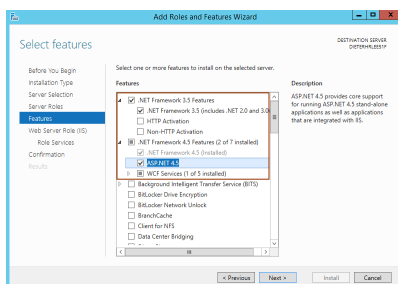 Add Roles and Features Wizard
Select features
DESTINATION SERVER
Before You Begin
Installation Type
Server Selection
Server Roles
Features
Web Server Role (IIS)
Role Services
Confirmation
Results
Select one or more features to install on the selected server.
Features
.NET Framework 3.5 Features
.NET Framework 3.5 (includes .NET 2.0 and 3.0
HTTP Activation
Non-HTTP Activation
.NET Framework 4.5 Features (2 of 7 installed)
.NET Framework 4.5 (Installed)
ASP.NET 4.5
WCF Services (1 of 5 installed)
Background Intelligent Transfer Service (BITS)
BitLocker Drive Encryption
BitLocker Network Unlock
BranchCache
Client for NFS
Data Center Bridging
Description
ASP.NET 4.5 provides core support
for running ASP.NET 4.5 stand-alone
applications as well as applications
that are integrated with IIS.
< Previous
Next >
Install
Cancel